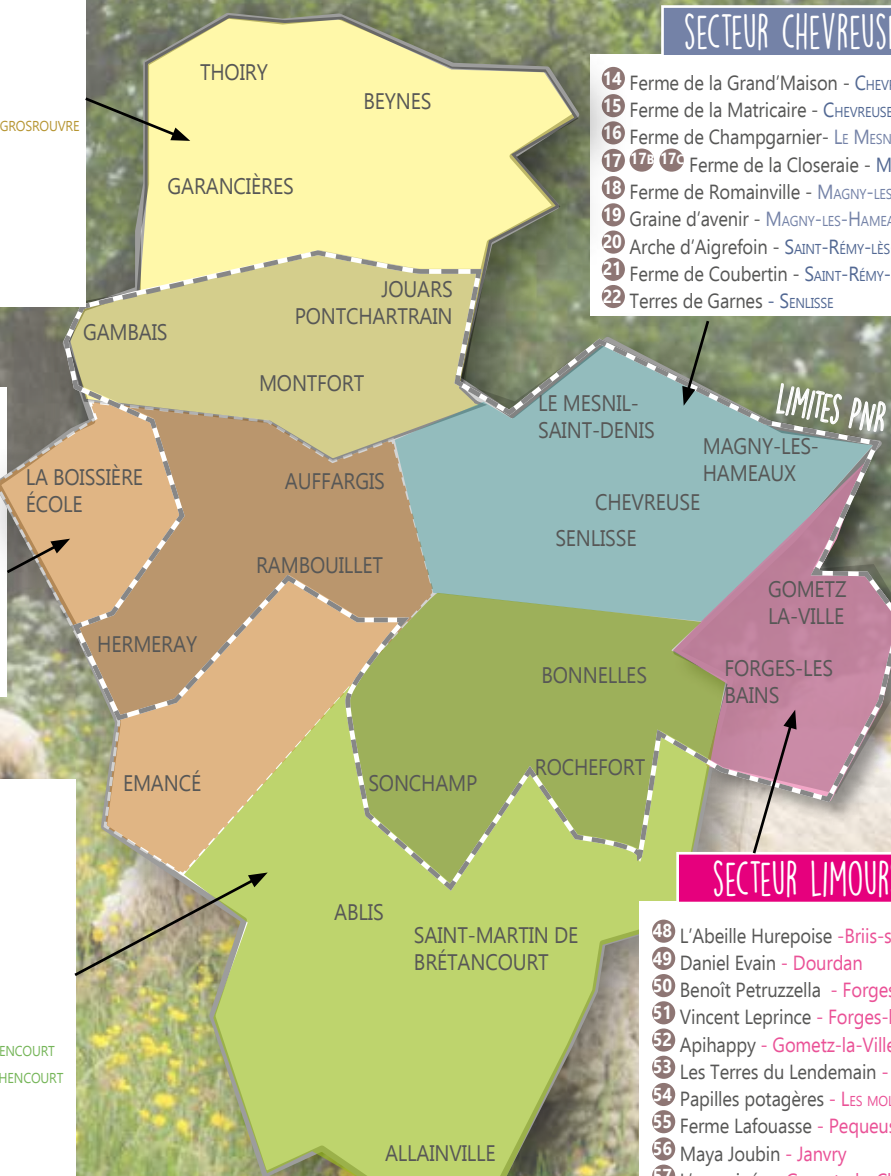 SECTEUR CHEVREUSE
14 Ferme de la Grand'Maison -
15 Ferme de la Matricaire - CHEVREUSE
16 Ferme de Champgarnier- LE
17 17B 17C Ferme de la Closeraie -
18 Ferme de Romainville - MAGNY-LES
19 Graine d'avenir - MAGNY-LES-
20 Arche d'Aigrefoin - SAINT-RÉMY-LÈS
21 Ferme de Coubertin - SAINT-RÉMY-
22 Terres de Garnes - SENLISSE
GROSROUVRE
THOIRY
BEYNES
GARANCIÈRES
JOUARS
PONTCHARTRAIN
GAMBAIS
MONTFORT
LIMITES PNR
LE MESNIL-
SAINT-DENIS
MAGNY-LES-
HAMEAUX
CHEVREUSE
SENLISSE
LA BOISSIÈRE
ÉCOLE
AUFFARGIS
RAMBOUILLET
HERMERAY
GOMETZ
LA-VILLE
FORGES-LES
BAINS
BONNELLES
ROCHEFORT
SONCHAMP
EMANCÉ
ABLIS
SAINT-MARTIN DE
BRÉTANCOURT
ALLAINVILLE
ENCOURT
HENCOURT
SECTEUR LIMOUR
48 L'Abeille Hurepoise -Briis-s
49 Daniel Evain - Dourdan
50 Benoît Petruzzella - Forges
51 Vincent Leprince - Forges-l
52 Apihappy - Gometz-la-Ville
53 Les Terres du Lendemain -
54 Papilles potagères - LES MOL
55 Ferme Lafouasse - Pequeus
56 Maya Joubin - Janvry
57